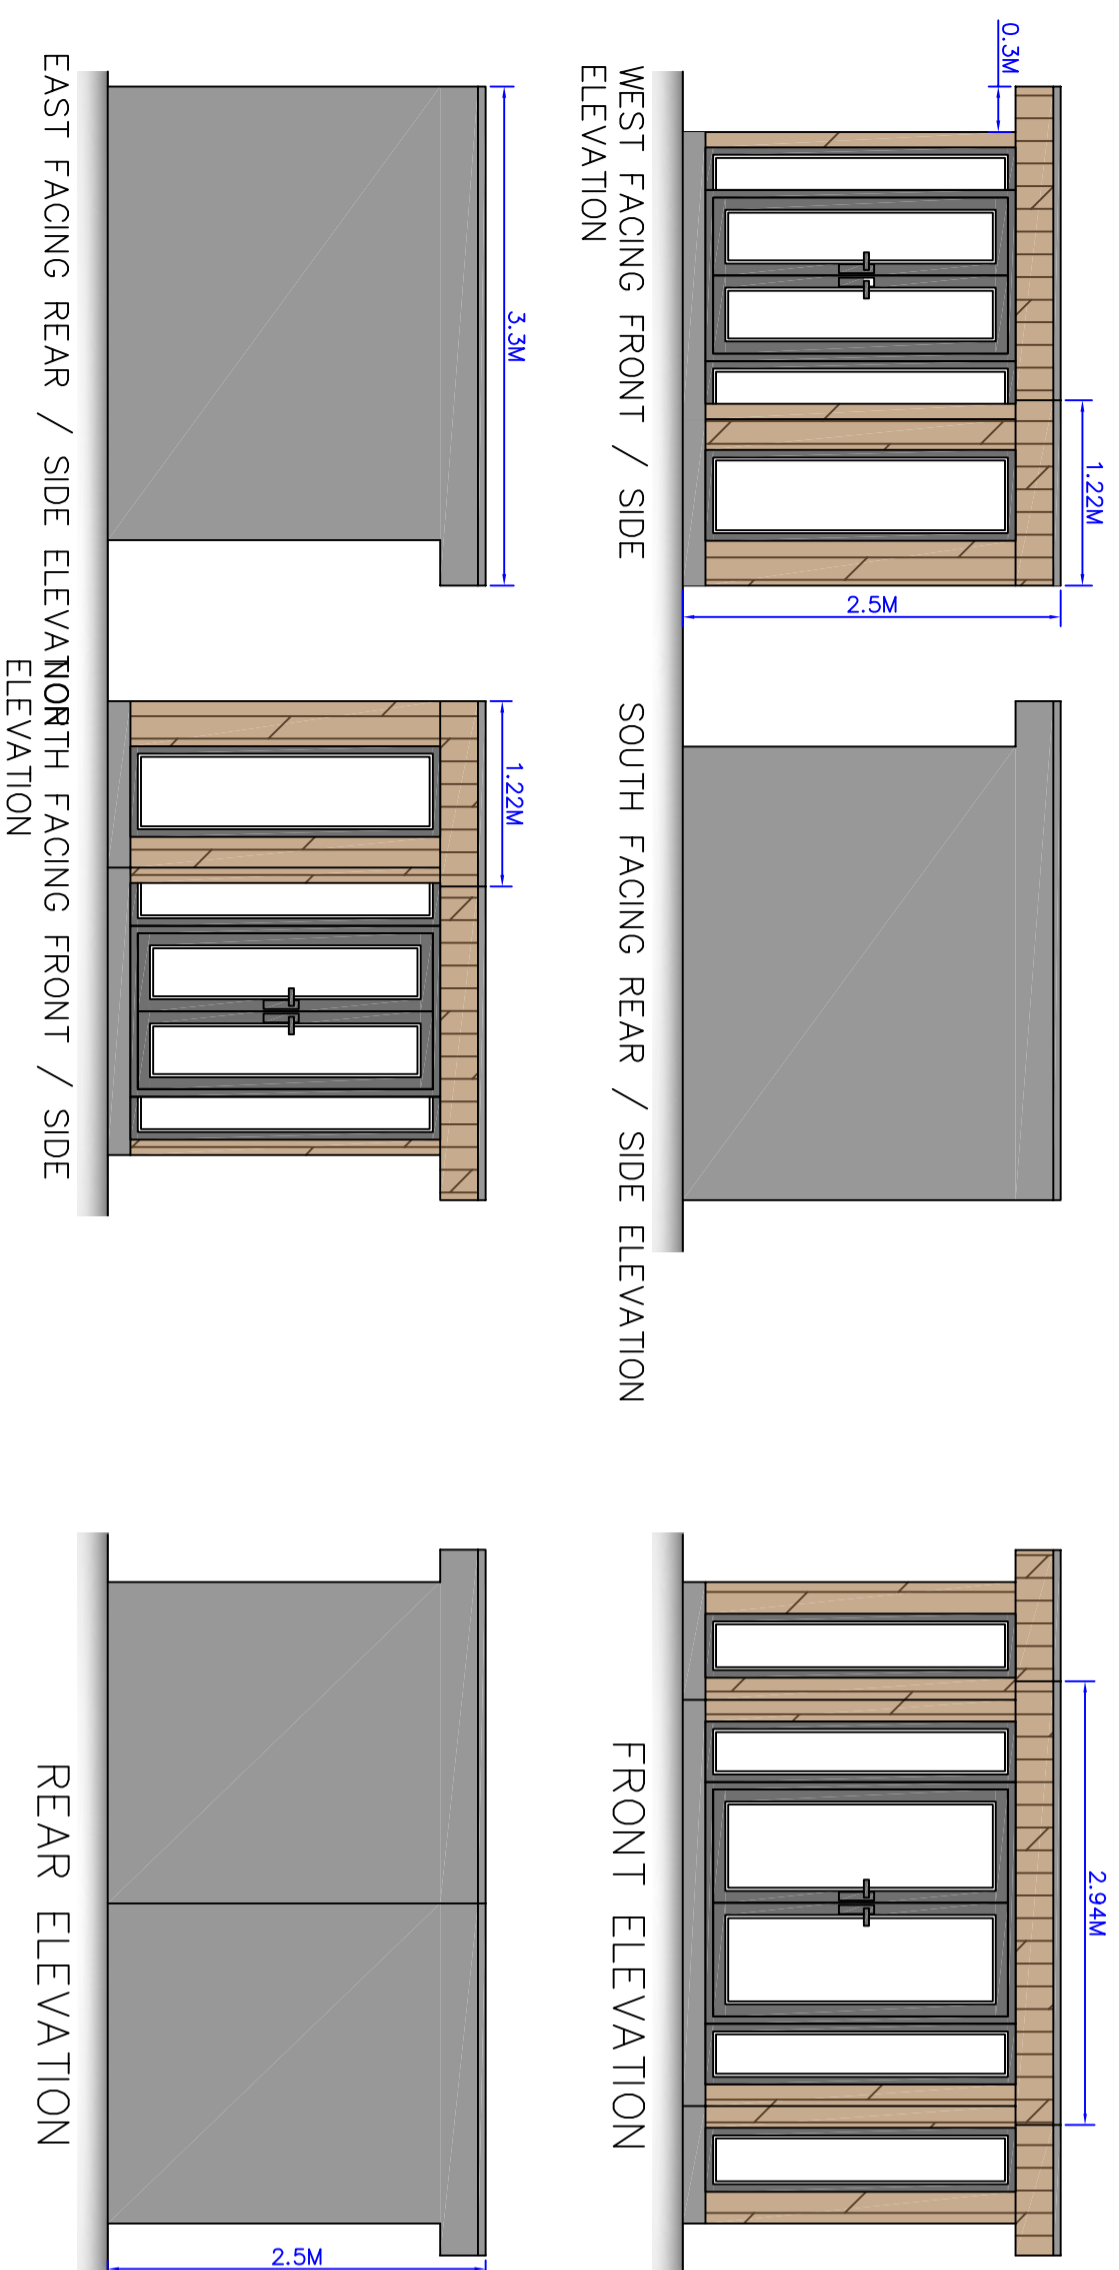 0.3M
1.22M
2.5M
WEST FACING FRONT / SIDE
ELEVATION
SOUTH FACING REAR / SIDE ELEVATION
2.94M
FRONT ELEVATION
3.3M
EAST FACING REAR / SIDE ELEVATION
1.22M
NORTH FACING FRONT / SIDE
ELEVATION
2.5M
REAR ELEVATION